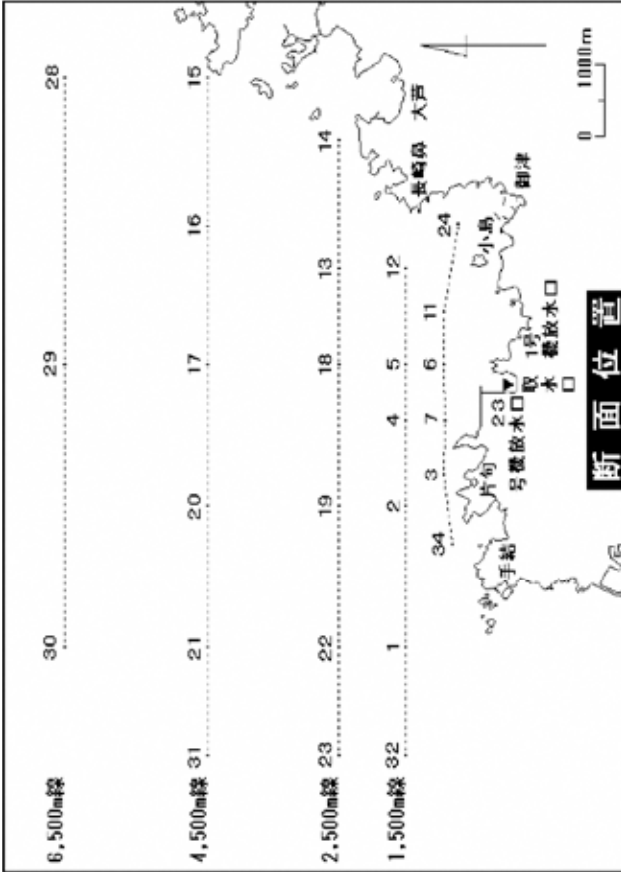 6,500m線 30 29 28
4,500m線 31 21 20 17 16 15
2,500m線 23 22 19 18 13 14
1,500m線 32 1 2 4 5 12
34 3 7 6 11 24
大芦
長崎鼻
小島
御津
手結
片句
23
号機放水口
取水口
1号
機放水口
0 1000m
断面位置